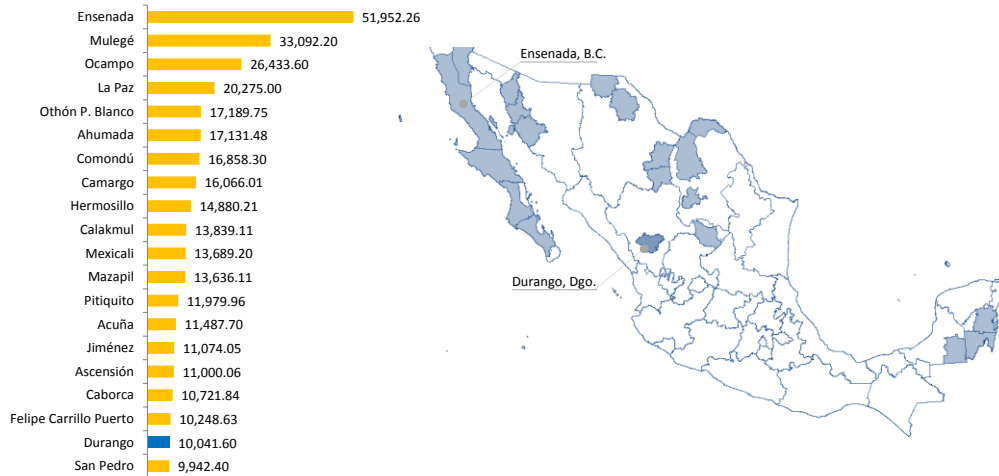 Ensenada 51,952.26
Mulegé 33,092.20
Ocampo 26,433.60
La Paz 20,275.00
Othón P. Blanco 17,189.75
Ahumada 17,131.48
Comondú 16,858.30
Camargo 16,066.01
Hermosillo 14,880.21
Calakmul 13,839.11
Mexicali 13,689.20
Mazapil 13,636.11
Pitiquito 11,979.96
Acuña 11,487.70
Jiménez 11,074.05
Ascensión 11,000.06
Caborca 10,721.84
Felipe Carrillo Puerto 10,248.63
Durango 10,041.60
San Pedro 9,942.40
Ensenada, B.C.
Durango, Dgo.